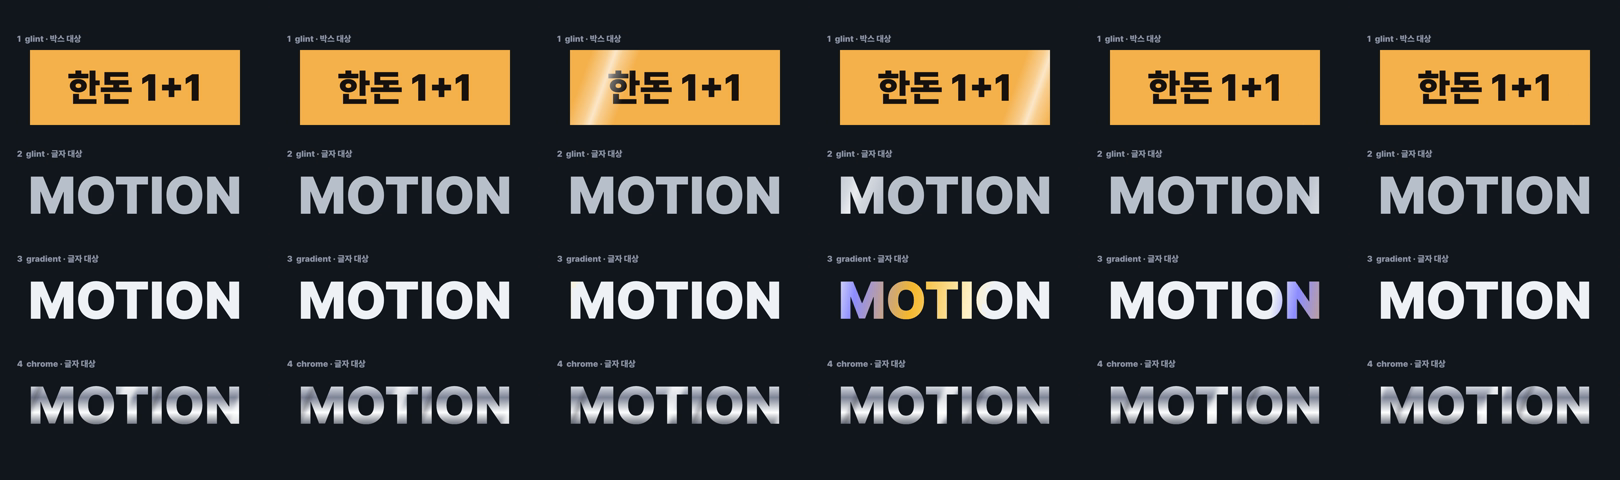 1 glint · 박스 대상
1 glint · 박스 대상
1 glint · 박스 대상
1 glint · 박스 대상
1 glint · 박스 대상
1 glint · 박스 대상
한돈 1+1
한돈 1+1
한돈 1+1
한돈 1+1
한돈 1+1
한돈 1+1
2 glint · 글자 대상
2 glint · 글자 대상
2 glint · 글자 대상
2 glint · 글자 대상
2 glint · 글자 대상
2 glint · 글자 대상
MOTION
MOTION
MOTION
MOTION
MOTION
MOTION
3 gradient · 글자 대상
3 gradient · 글자 대상
3 gradient · 글자 대상
3 gradient · 글자 대상
3 gradient · 글자 대상
3 gradient · 글자 대상
MOTION
MOTION
MOTION
MOTION
MOTION
MOTION
4 chrome · 글자 대상
4 chrome · 글자 대상
4 chrome · 글자 대상
4 chrome · 글자 대상
4 chrome · 글자 대상
4 chrome · 글자 대상
MOTION
MOTION
MOTION
MOTION
MOTION
MOTION